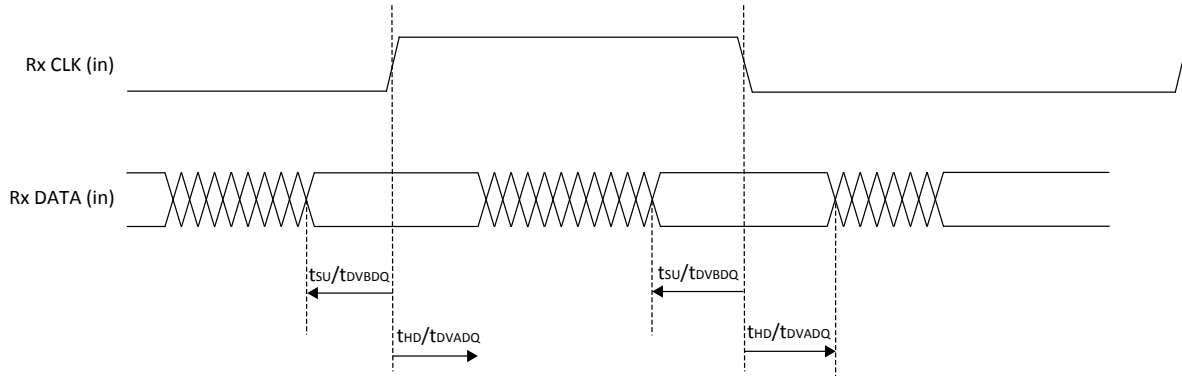 Rx CLK (in)
Rx DATA (in)
tSU/tDVBDQ
tSU/tDVBDQ
tHD/tDVADQ
tHD/tDVADQ